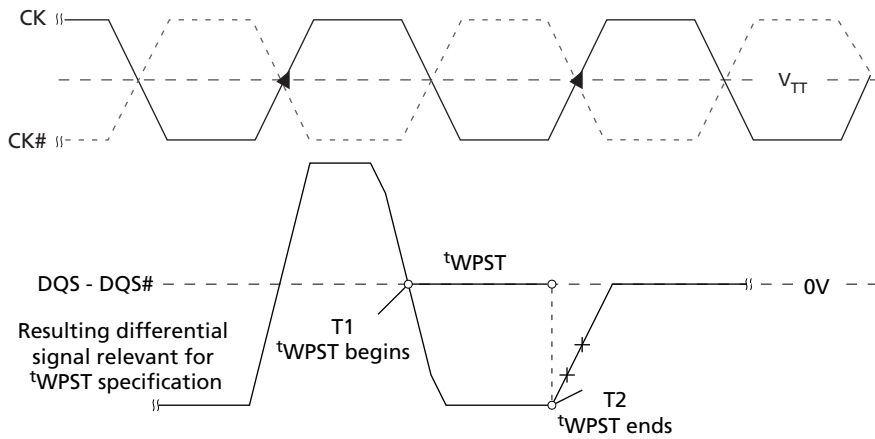 CK
V_TT
CK#
DQS - DQS#
tWPST
0V
Resulting differential
signal relevant for
tWPST specification
T1
tWPST begins
T2
tWPST ends